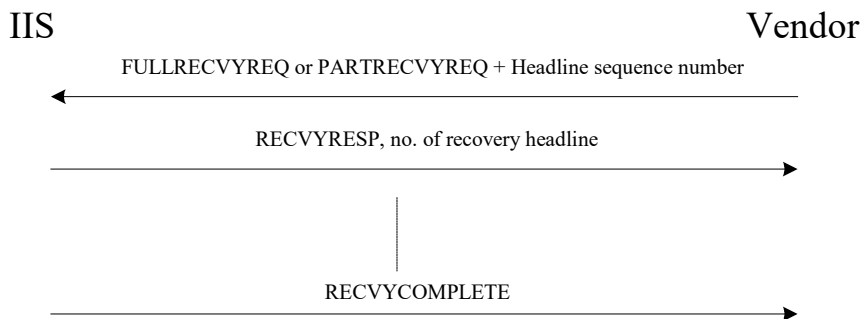 IIS
Vendor
FULLRECVYREQ or PARTRECVYREQ + Headline sequence number
RECVYRESP, no. of recovery headline
RECVYCOMPLETE